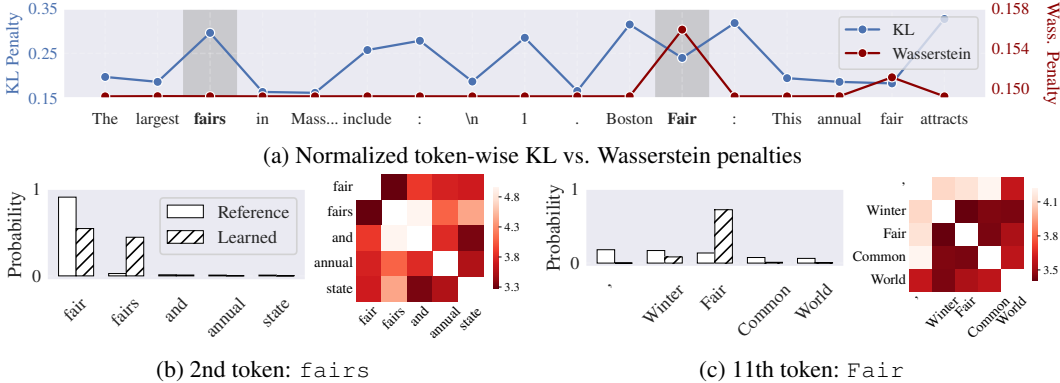 KL Penalty
0.35
0.25
0.15
KL
Wasserstein
0.158
0.154
0.150
Wass. Penalty
The largest fairs in Mass... include : \n 1 . Boston Fair : This annual fair attracts
(a) Normalized token-wise KL vs. Wasserstein penalties
Probability
1
0
Reference
Learned
fair fairs and annual state
fair
fairs
and
annual
state
fair fairs and annual state
4.8
4.3
3.8
3.3
(b) 2nd token: fairs
Probability
1
0
, Winter Fair Common World
,
Winter
Fair
Common
World
, Winter Fair Common World
4.1
3.8
3.5
(c) 11th token: Fair